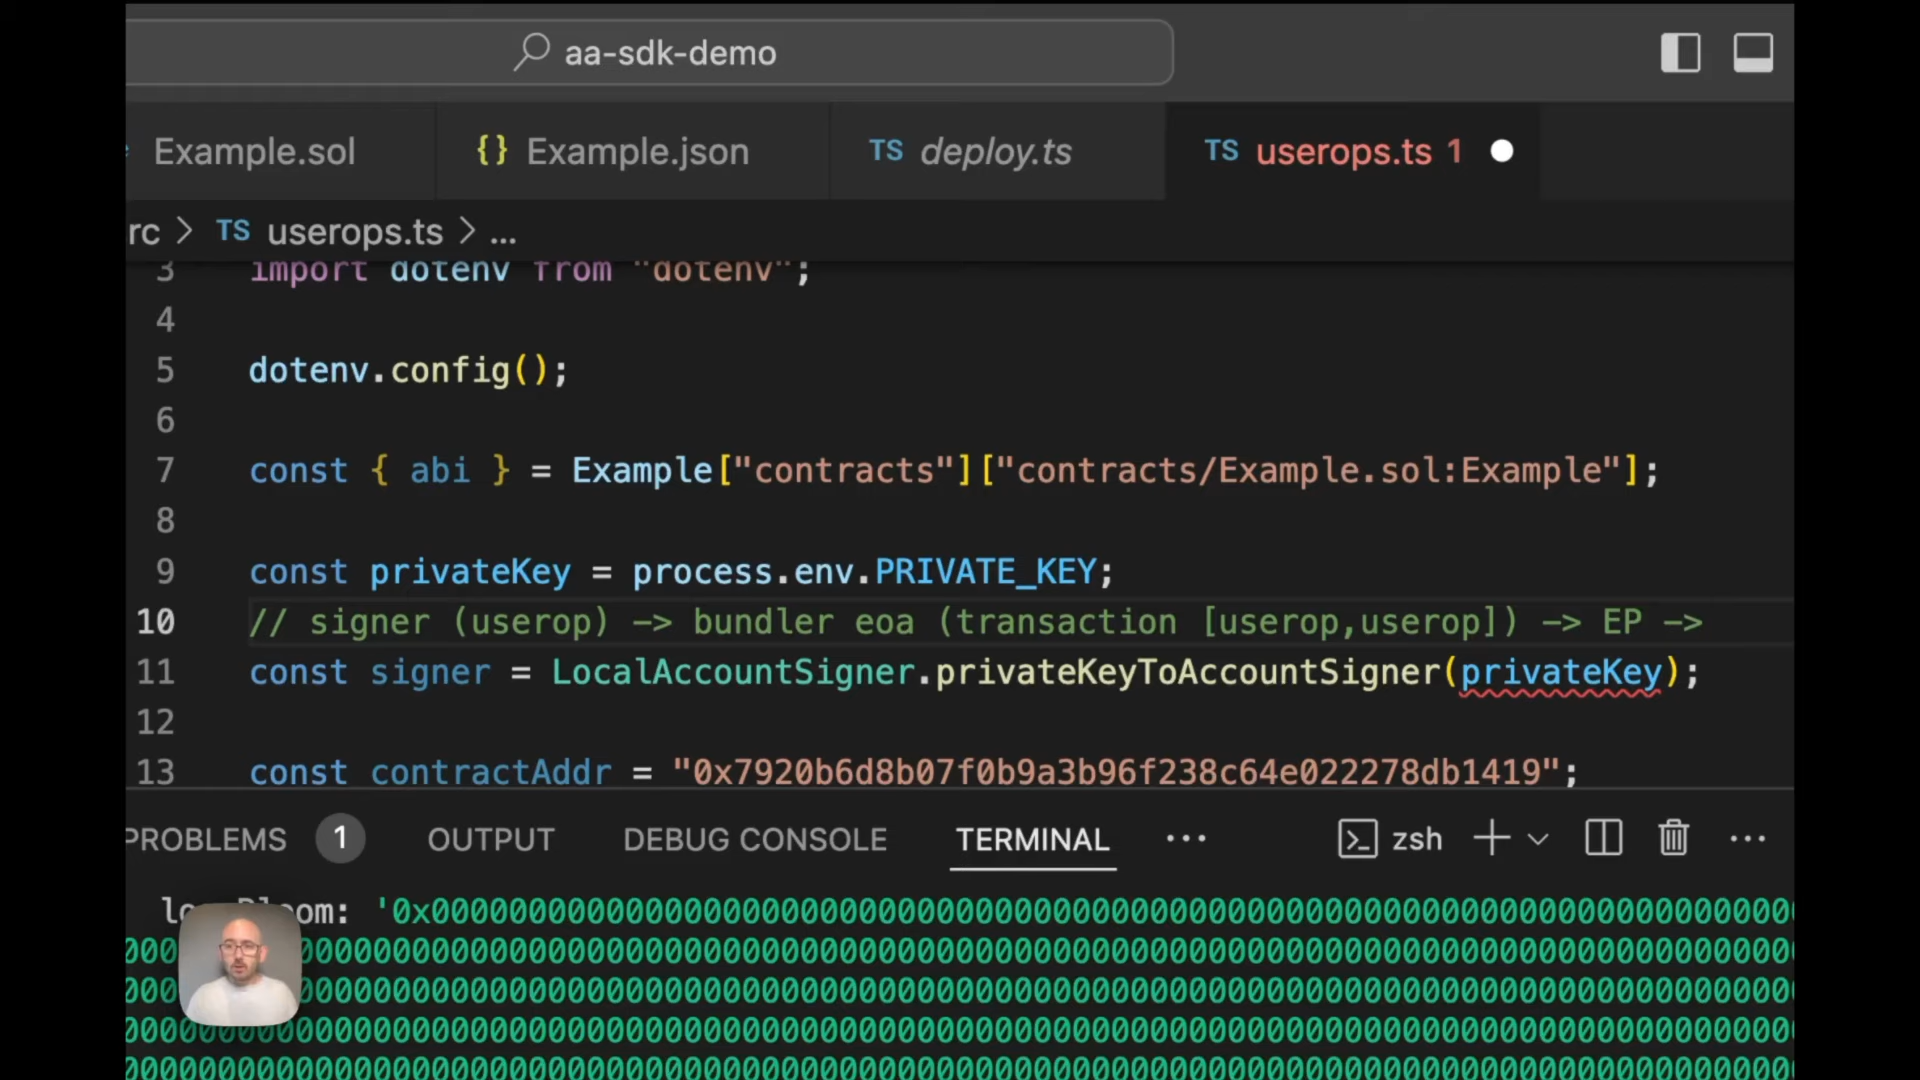 aa-sdk-demo
Example.sol
{} Example.json
TS deploy.ts
TS userops.ts 1
rc > TS userops.ts > ...
3 import dotenv from "dotenv";
4
5 dotenv.config();
6
7 const { abi } = Example["contracts"]["contracts/Example.sol:Example"];
8
9 const privateKey = process.env.PRIVATE_KEY;
10 // signer (userop) -> bundler eoa (transaction [userop,userop]) -> EP ->
11 const signer = LocalAccountSigner.privateKeyToAccountSigner(privateKey);
12
13 const contractAddr = "0x7920b6d8b07f0b9a3b96f238c64e022278db1419";
PROBLEMS 1 OUTPUT DEBUG CONSOLE TERMINAL ... zsh